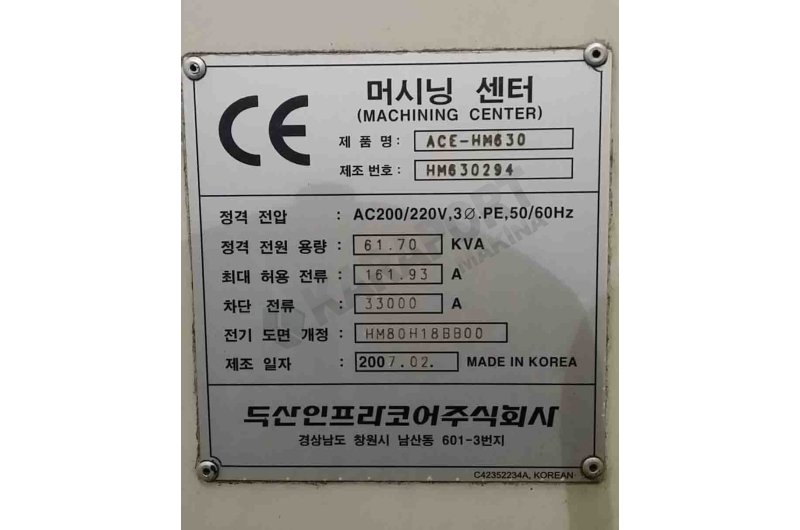 CE
머시닝 센터
(MACHINING CENTER)
제 품 명 : ACE-HM630
제조 번호 : HM630294
정격 전압 : AC200/220V,3Ø.PE,50/60Hz
정격 전원 용량 : 61.70 KVA
최대 허용 전류 : 161.93 A
차단 전류 : 33000 A
전기 도면 개정 : HM80H18BB00
제조 일자 : 2007.02. MADE IN KOREA
두산인프라코어주식회사
경상남도 창원시 남산동 601-3번지
C42352234A, KOREAN
MAKINA